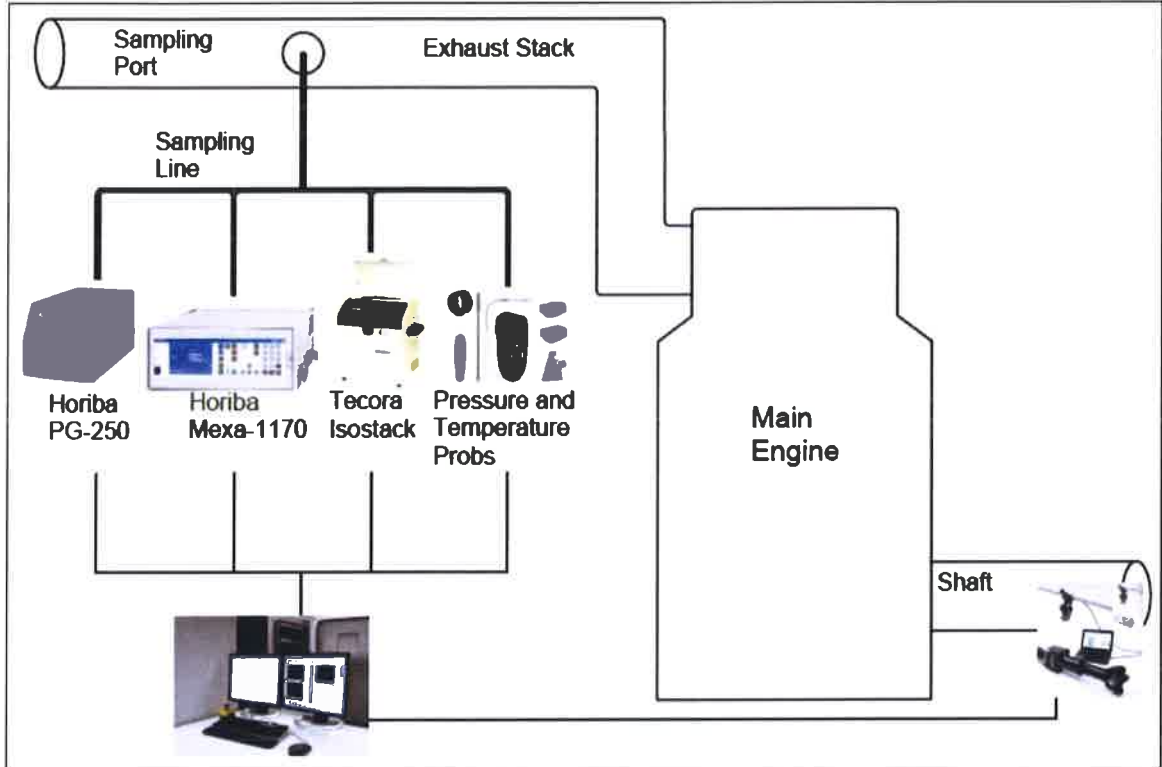 Sampling
Port
Exhaust Stack
Sampling
Line
Horiba
PG-250
Horiba
Mexa-1170
Tecora
Isostack
Pressure and
Temperature
Probs
Main
Engine
Shaft